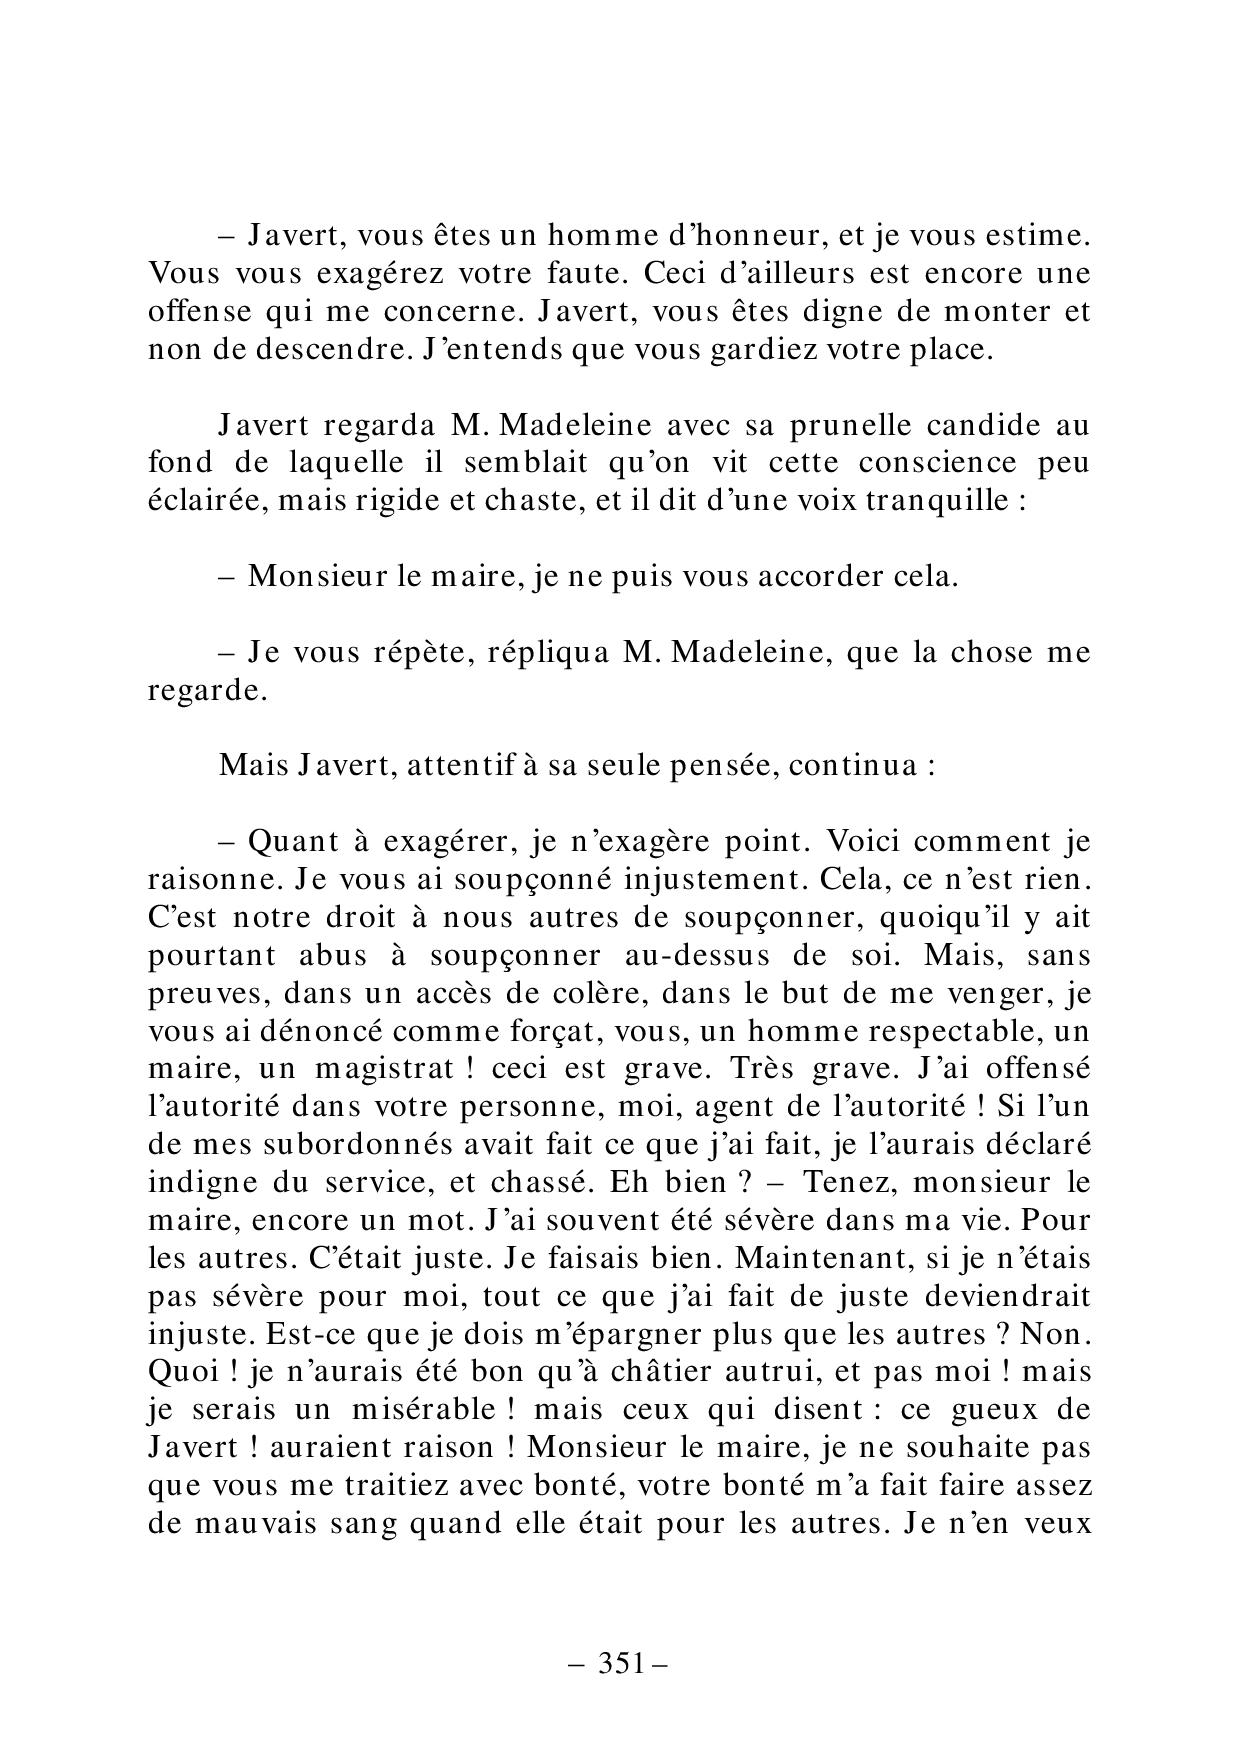 – Javert, vous êtes un homme d’honneur, et je vous estime.
Vous vous exagérez votre faute. Ceci d’ailleurs est encore une
offense qui me concerne. Javert, vous êtes digne de monter et
non de descendre. J’entends que vous gardiez votre place.
Javert regarda M. Madeleine avec sa prunelle candide au
fond de laquelle il semblait qu’on vit cette conscience peu
éclairée, mais rigide et chaste, et il dit d’une voix tranquille :
– Monsieur le maire, je ne puis vous accorder cela.
– Je vous répète, répliqua M. Madeleine, que la chose me
regarde.
Mais Javert, attentif à sa seule pensée, continua :
– Quant à exagérer, je n’exagère point. Voici comment je
raisonne. Je vous ai soupçonné injustement. Cela, ce n’est rien.
C’est notre droit à nous autres de soupçonner, quoiqu’il y ait
pourtant abus à soupçonner au-dessus de soi. Mais, sans
preuves, dans un accès de colère, dans le but de me venger, je
vous ai dénoncé comme forçat, vous, un homme respectable, un
maire, un magistrat ! ceci est grave. Très grave. J’ai offensé
l’autorité dans votre personne, moi, agent de l’autorité ! Si l’un
de mes subordonnés avait fait ce que j’ai fait, je l’aurais déclaré
indigne du service, et chassé. Eh bien ? – Tenez, monsieur le
maire, encore un mot. J’ai souvent été sévère dans ma vie. Pour
les autres. C’était juste. Je faisais bien. Maintenant, si je n’étais
pas sévère pour moi, tout ce que j’ai fait de juste deviendrait
injuste. Est-ce que je dois m’épargner plus que les autres ? Non.
Quoi ! je n’aurais été bon qu’à châtier autrui, et pas moi ! mais
je serais un misérable ! mais ceux qui disent : ce gueux de
Javert ! auraient raison ! Monsieur le maire, je ne souhaite pas
que vous me traitiez avec bonté, votre bonté m’a fait faire assez
de mauvais sang quand elle était pour les autres. Je n’en veux
– 351 –